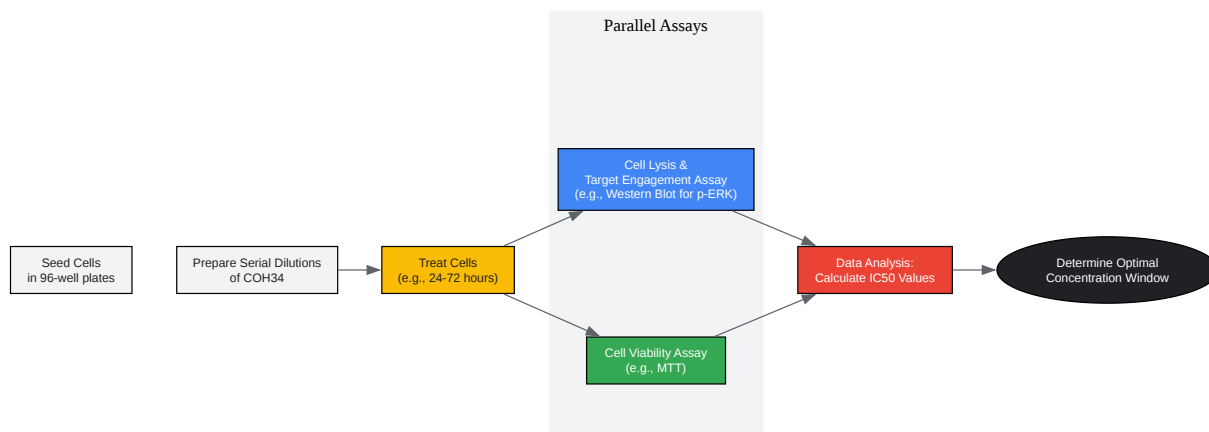 Parallel Assays
Seed Cells
in 96-well plates
Prepare Serial Dilutions
of COH34
Treat Cells
(e.g., 24-72 hours)
Cell Lysis &
Target Engagement Assay
(e.g., Western Blot for p-ERK)
Cell Viability Assay
(e.g., MTT)
Data Analysis:
Calculate IC50 Values
Determine Optimal
Concentration Window